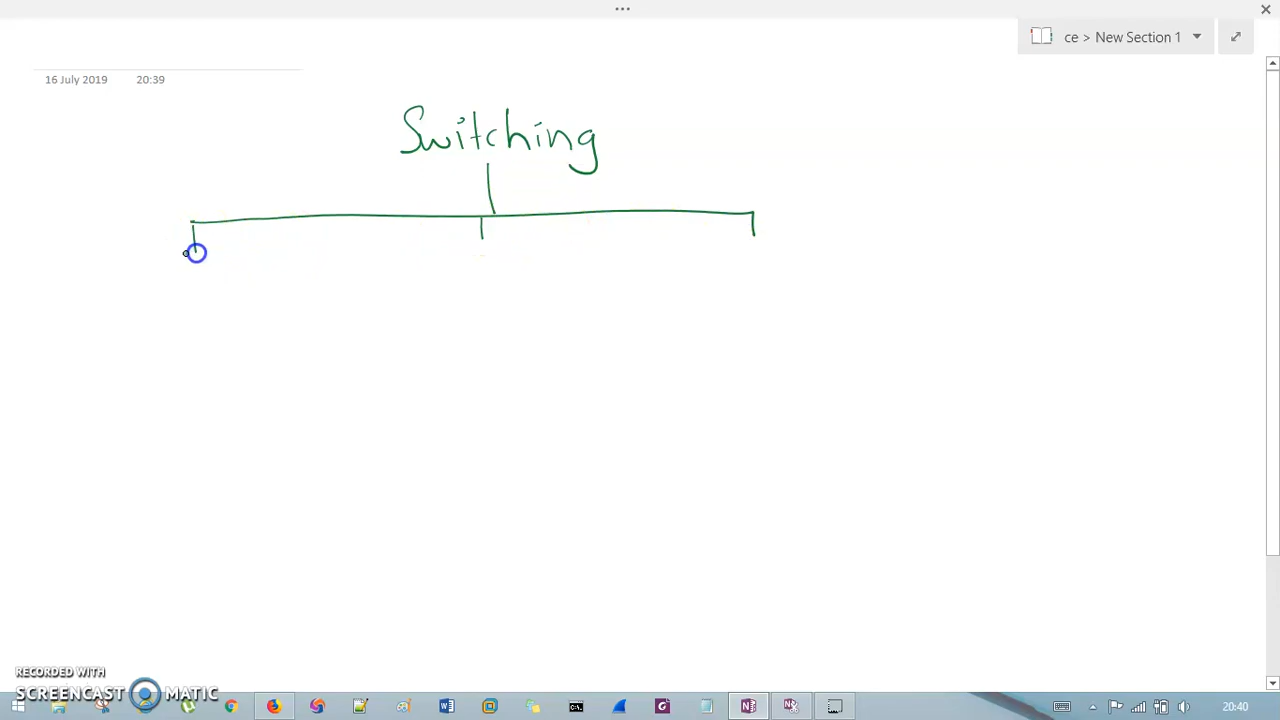 ...
ce > New Section 1
16 July 2019 20:39
Switching
RECORDED WITH
SCREENCAST MATIC
20:40